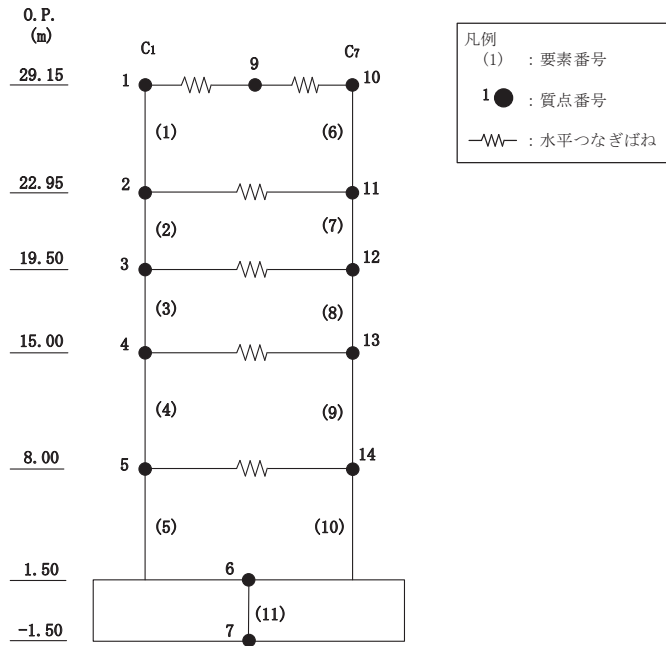 O.P.
(m)
C1 C7
29.15 1 9 10
(1) (6)
22.95 2 11
(2) (7)
19.50 3 12
(3) (8)
15.00 4 13
(4) (9)
8.00 5 14
(5) (10)
1.50 6
(11)
-1.50 7
凡例
(1) : 要素番号
1 : 質点番号
: 水平つなぎばね